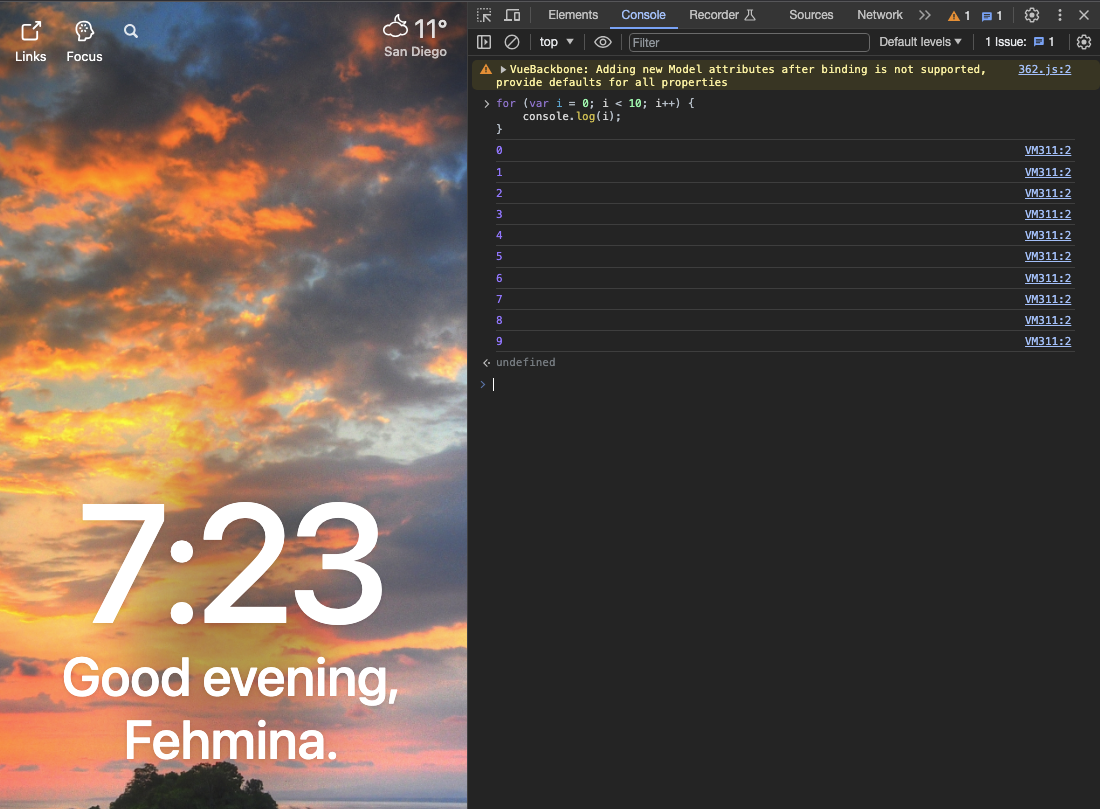 Links
Focus
11°
San Diego
7:23
Good evening,
Fehmina.
Elements
Console
Recorder
Sources
Network
1
1
top
Filter
Default levels
1 Issue:
1
VueBackbone: Adding new Model attributes after binding is not supported, 362.js:2
provide defaults for all properties
for (var i = 0; i < 10; i++) {
console.log(i);
}
0 VM311:2
1 VM311:2
2 VM311:2
3 VM311:2
4 VM311:2
5 VM311:2
6 VM311:2
7 VM311:2
8 VM311:2
9 VM311:2
undefined